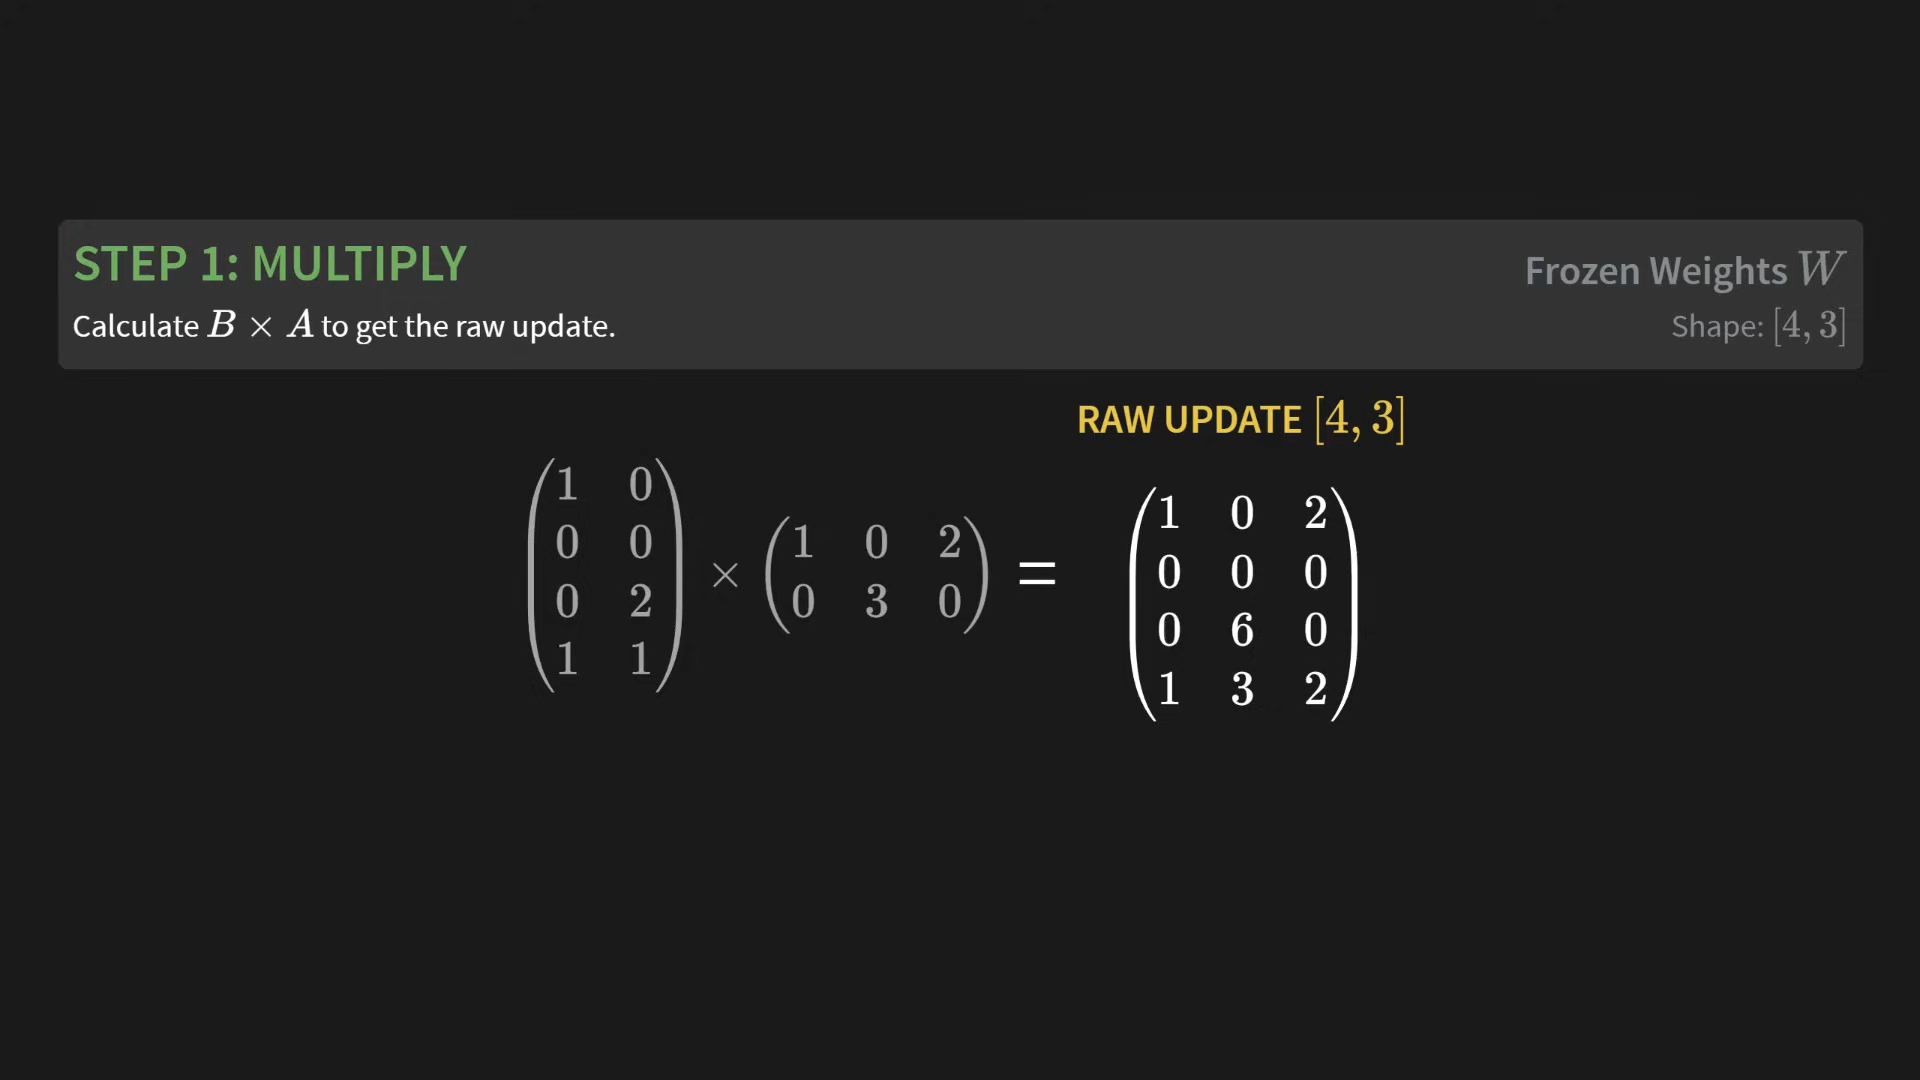 STEP 1: MULTIPLY
Calculate B × A to get the raw update.
Frozen Weights W
Shape: [4, 3]
RAW UPDATE [4, 3]
1 0
0 0
0 2
1 1
×
1 0 2
0 3 0
=
1 0 2
0 0 0
0 6 0
1 3 2